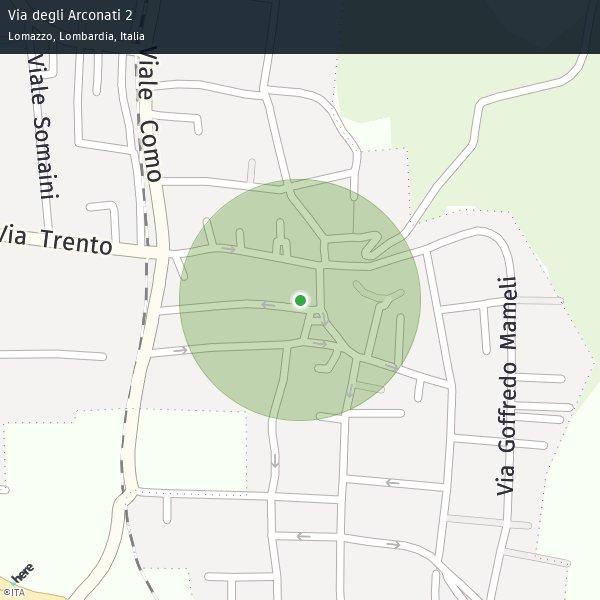 Via degli Arconati 2
Lomazzo, Lombardia, Italia
Viale Somaini
Viale Como
Via Trento
Via Goffredo Mameli
here
©ITA